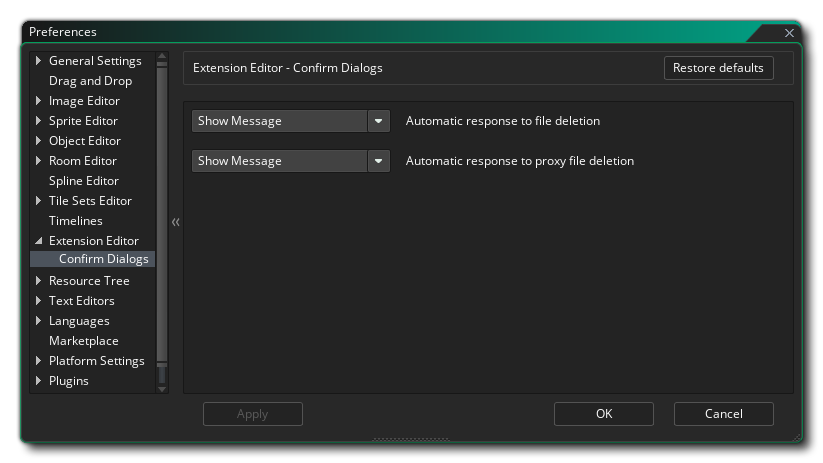 Preferences
General Settings
Drag and Drop
Image Editor
Sprite Editor
Object Editor
Room Editor
Spline Editor
Tile Sets Editor
Timelines
Extension Editor
Confirm Dialogs
Resource Tree
Text Editors
Languages
Marketplace
Platform Settings
Plugins
Extension Editor - Confirm Dialogs
Restore defaults
Show Message
Automatic response to file deletion
Show Message
Automatic response to proxy file deletion
Apply
OK
Cancel